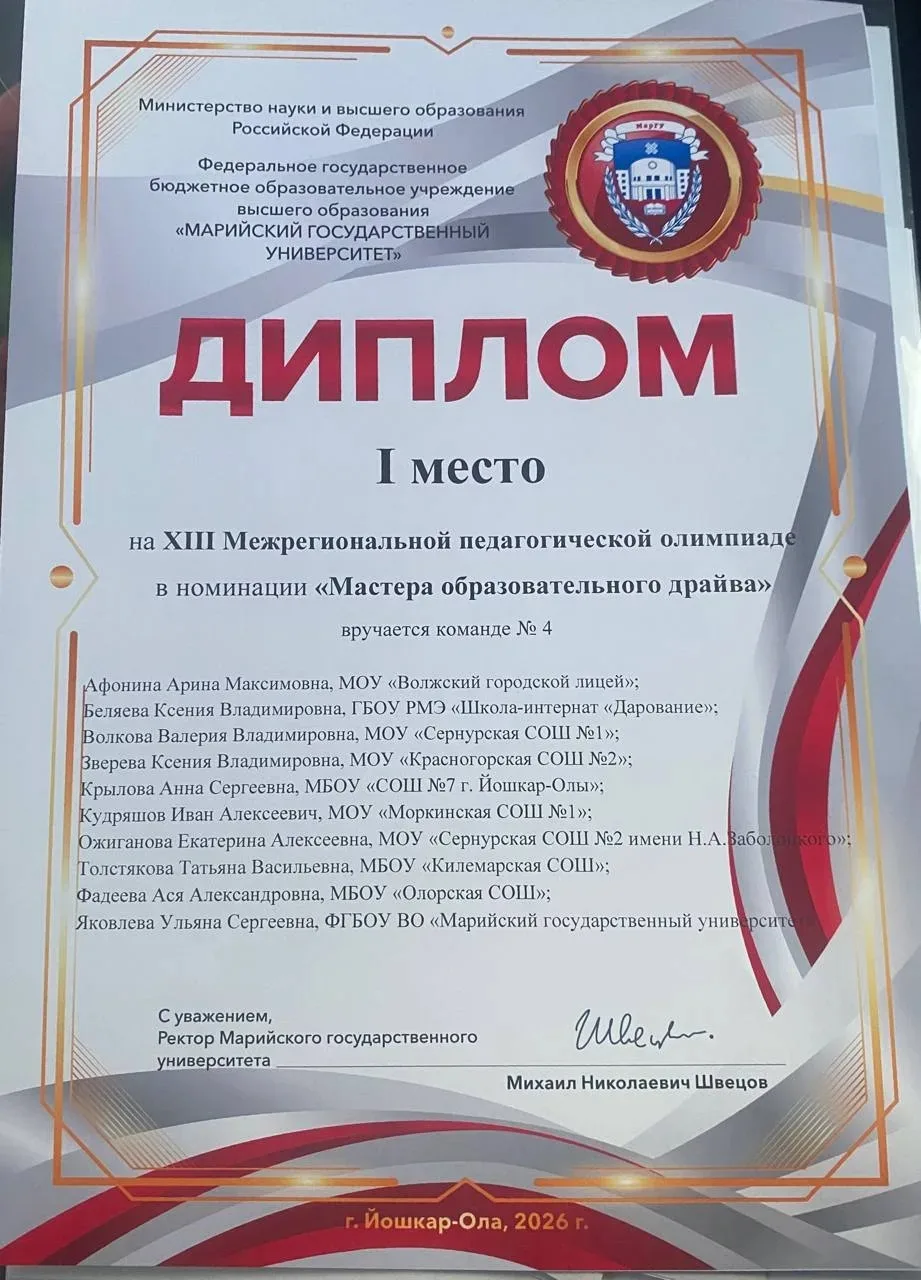 Министерство науки и высшего образования
Российской Федерации
МарГУ
Федеральное государственное
бюджетное образовательное учреждение
высшего образования
«МАРИЙСКИЙ ГОСУДАРСТВЕННЫЙ
УНИВЕРСИТЕТ»
ДИПЛОМ
I место
на XIII Межрегиональной педагогической олимпиаде
в номинации «Мастера образовательного драйва»
вручается команде № 4
Афонина Арина Максимовна, МОУ «Волжский городской лицей»;
Беляева Ксения Владимировна, ГБОУ РМЭ «Школа-интернат «Дарование»;
Волкова Валерия Владимировна, МОУ «Сернурская СОШ №1»;
Зверева Ксения Владимировна, МОУ «Красногорская СОШ №2»;
Крылова Анна Сергеевна, МБОУ «СОШ №7 г. Йошкар-Олы»;
Кудряшов Иван Алексеевич, МОУ «Моркинская СОШ №1»;
Ожиганова Екатерина Алексеевна, МОУ «Сернурская СОШ №2 имени Н.А.Заболоцкого»;
Толстякова Татьяна Васильевна, МБОУ «Килемарская СОШ»;
Фадеева Ася Александровна, МБОУ «Олорская СОШ»;
Яковлева Ульяна Сергеевна, ФГБОУ ВО «Марийский государственный университет
С уважением,
Ректор Марийского государственного
университета
Михаил Николаевич Швецов
г. Йошкар-Ола, 2026 г.